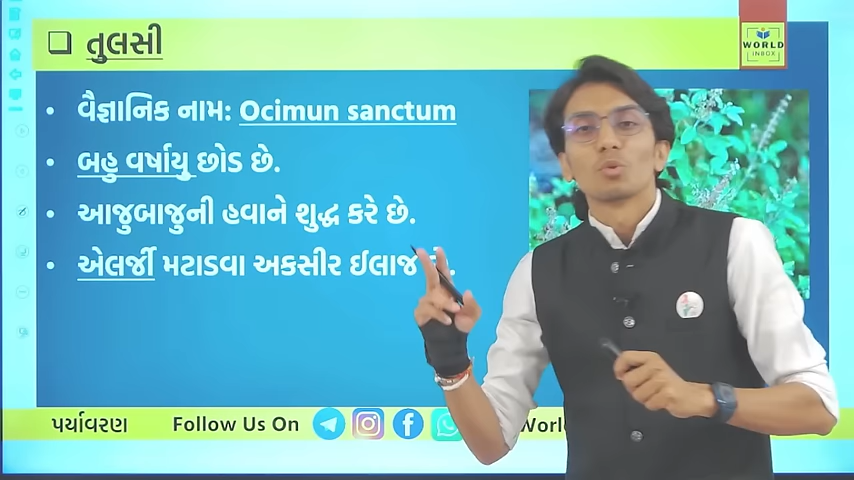 તુલસી
WORLD
INBOX
વૈજ્ઞાનિક નામ: Ocimun sanctum
બહુ વર્ષાયુ છોડ છે.
આજુબાજુની હવાને શુદ્ધ કરે છે.
એલર્જી મટાડવા અકસીર ઈલાજ
પર્યાવરણ
Follow Us On